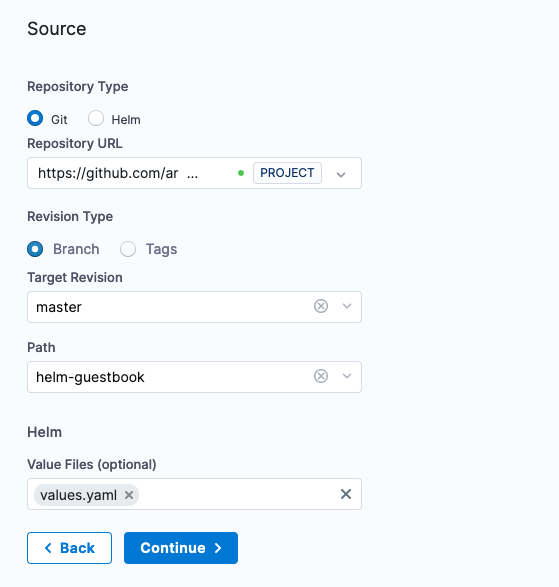 Source
Repository Type
Git Helm
Repository URL
https://github.com/ar ... PROJECT
Revision Type
Branch Tags
Target Revision
master
Path
helm-guestbook
Helm
Value Files (optional)
values.yaml
Back Continue